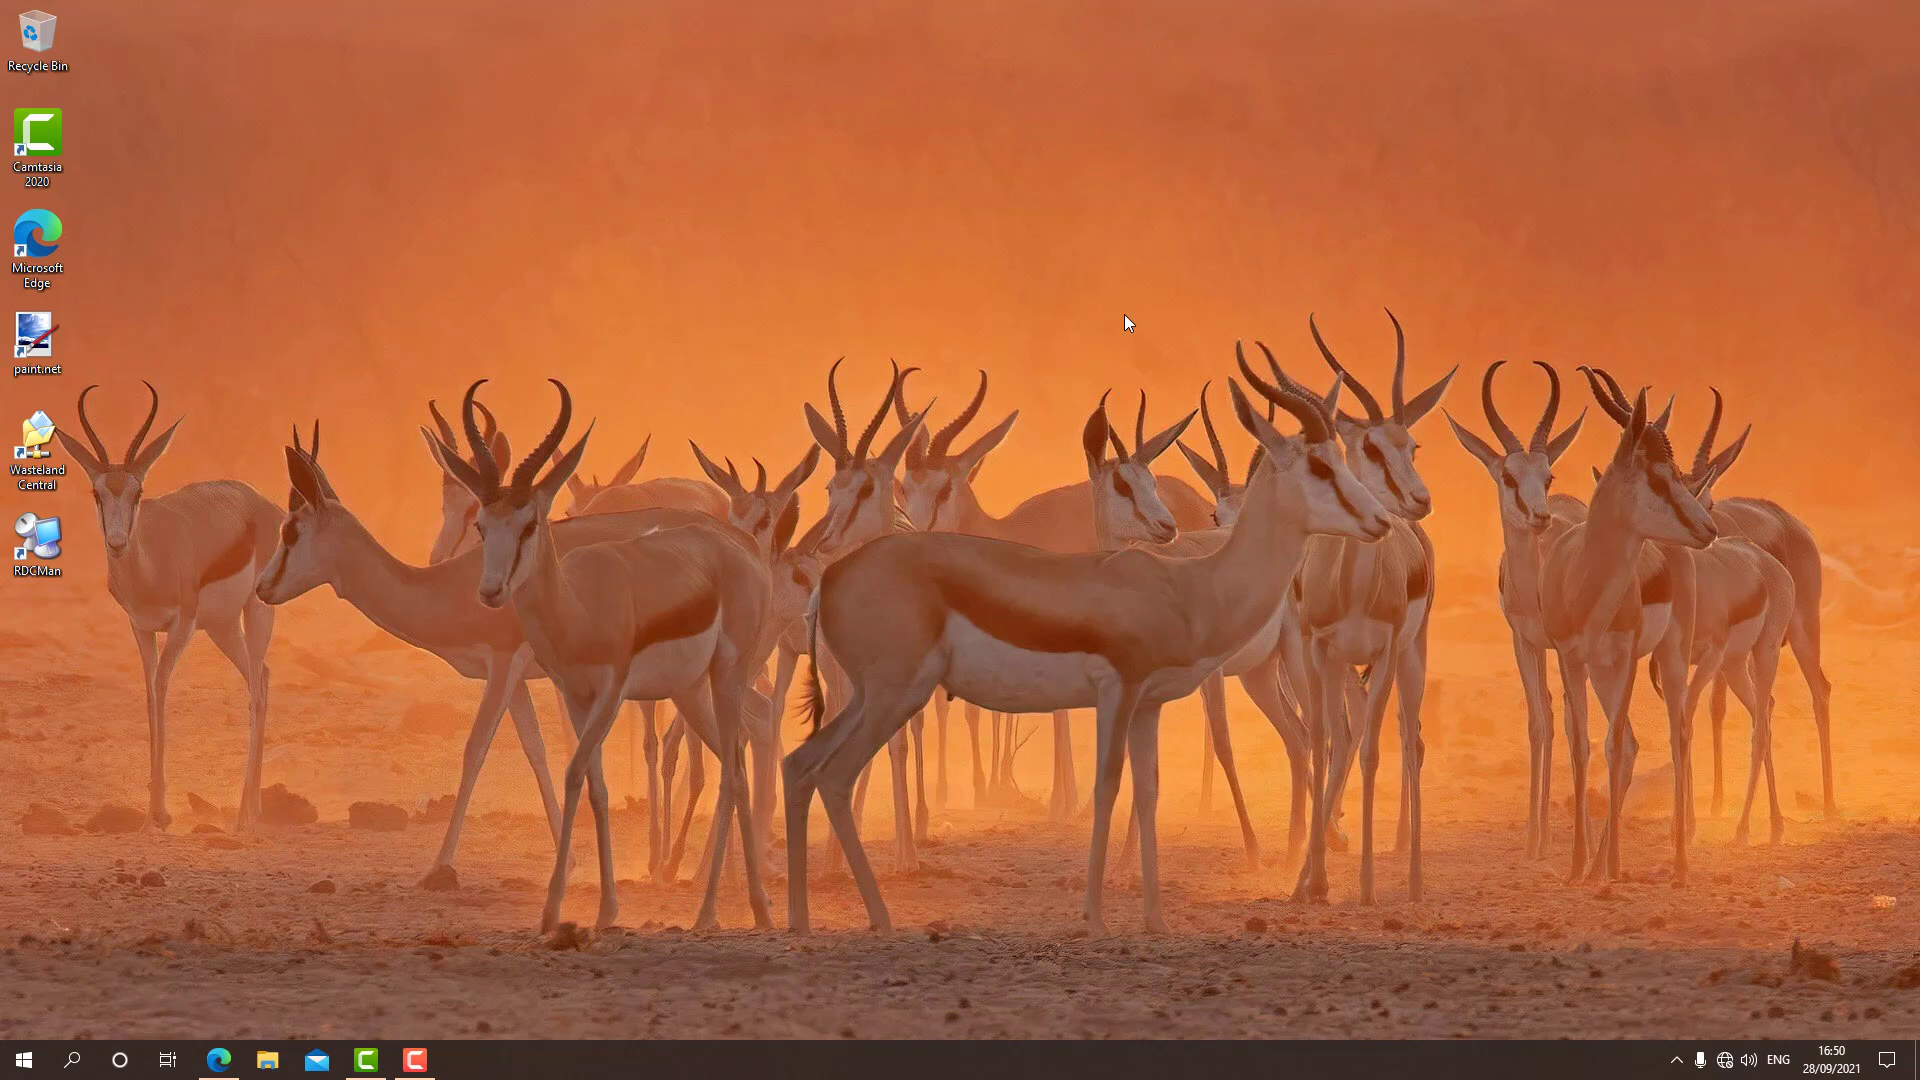 Recycle Bin
Camtasia
2020
Microsoft
Edge
paint.net
Wasteland
Central
RDCMan
ENG
16:50
28/09/2021